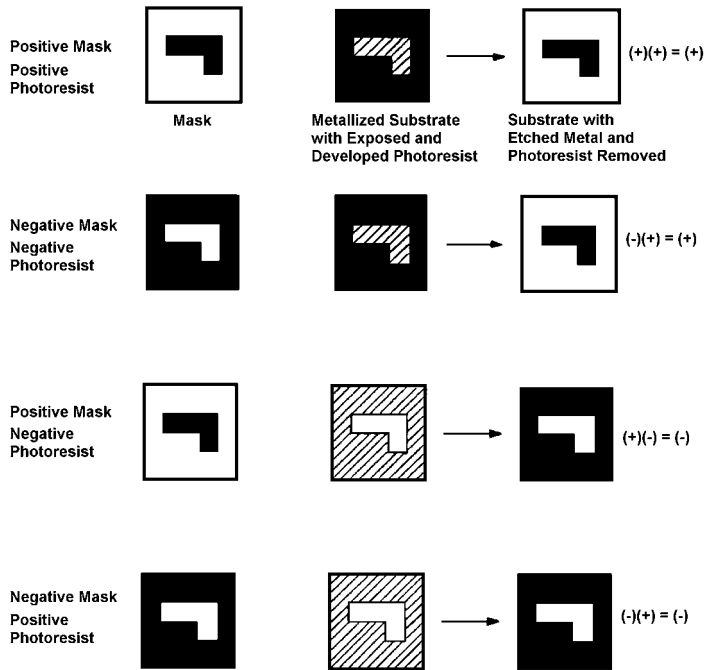 Positive Mask
Positive
Photoresist
(+)(+) = (+)
Mask
Metallized Substrate
with Exposed and
Developed Photoresist
Substrate with
Etched Metal and
Photoresist Removed
Negative Mask
Negative
Photoresist
(-)(+) = (+)
Positive Mask
Negative
Photoresist
(+)(-) = (-)
Negative Mask
Positive
Photoresist
(-)(+) = (-)